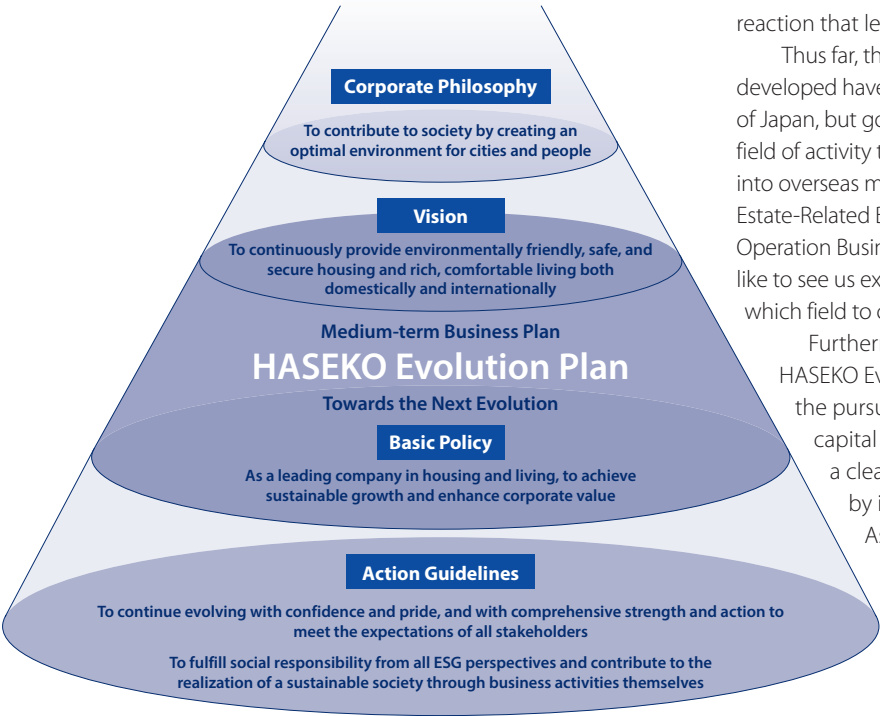 Corporate Philosophy
To contribute to society by creating an
optimal environment for cities and people
Vision
To continuously provide environmentally friendly, safe, and
secure housing and rich, comfortable living both
domestically and internationally
Medium-term Business Plan
HASEKO Evolution Plan
Towards the Next Evolution
Basic Policy
As a leading company in housing and living, to achieve
sustainable growth and enhance corporate value
Action Guidelines
To continue evolving with confidence and pride, and with comprehensive strength and action to
meet the expectations of all stakeholders
To fulfill social responsibility from all ESG perspectives and contribute to the
realization of a sustainable society through business activities themselves
reaction that le
Thus far, th
developed have
of Japan, but go
field of activity t
into overseas m
Estate-Related
Operation Busin
like to see us ex
which field to
Further
HASEKO Ev
the pursu
capital
a clea
by i
As